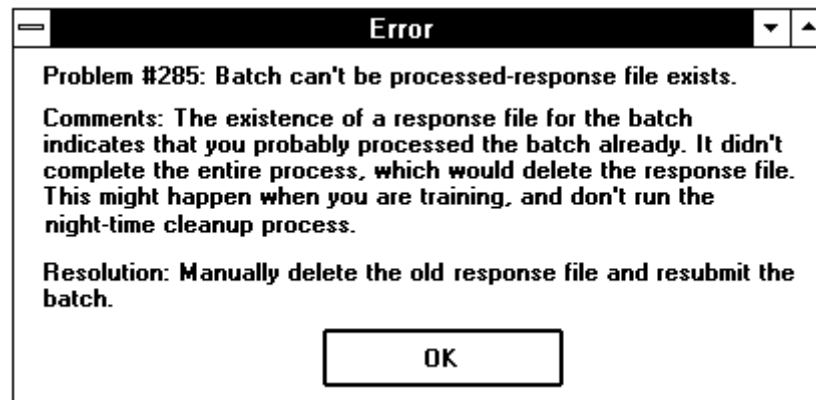 Error
Problem #285: Batch can't be processed-response file exists.
Comments: The existence of a response file for the batch
indicates that you probably processed the batch already. It didn't
complete the entire process, which would delete the response file.
This might happen when you are training, and don't run the
night-time cleanup process.
Resolution: Manually delete the old response file and resubmit the
batch.
OK